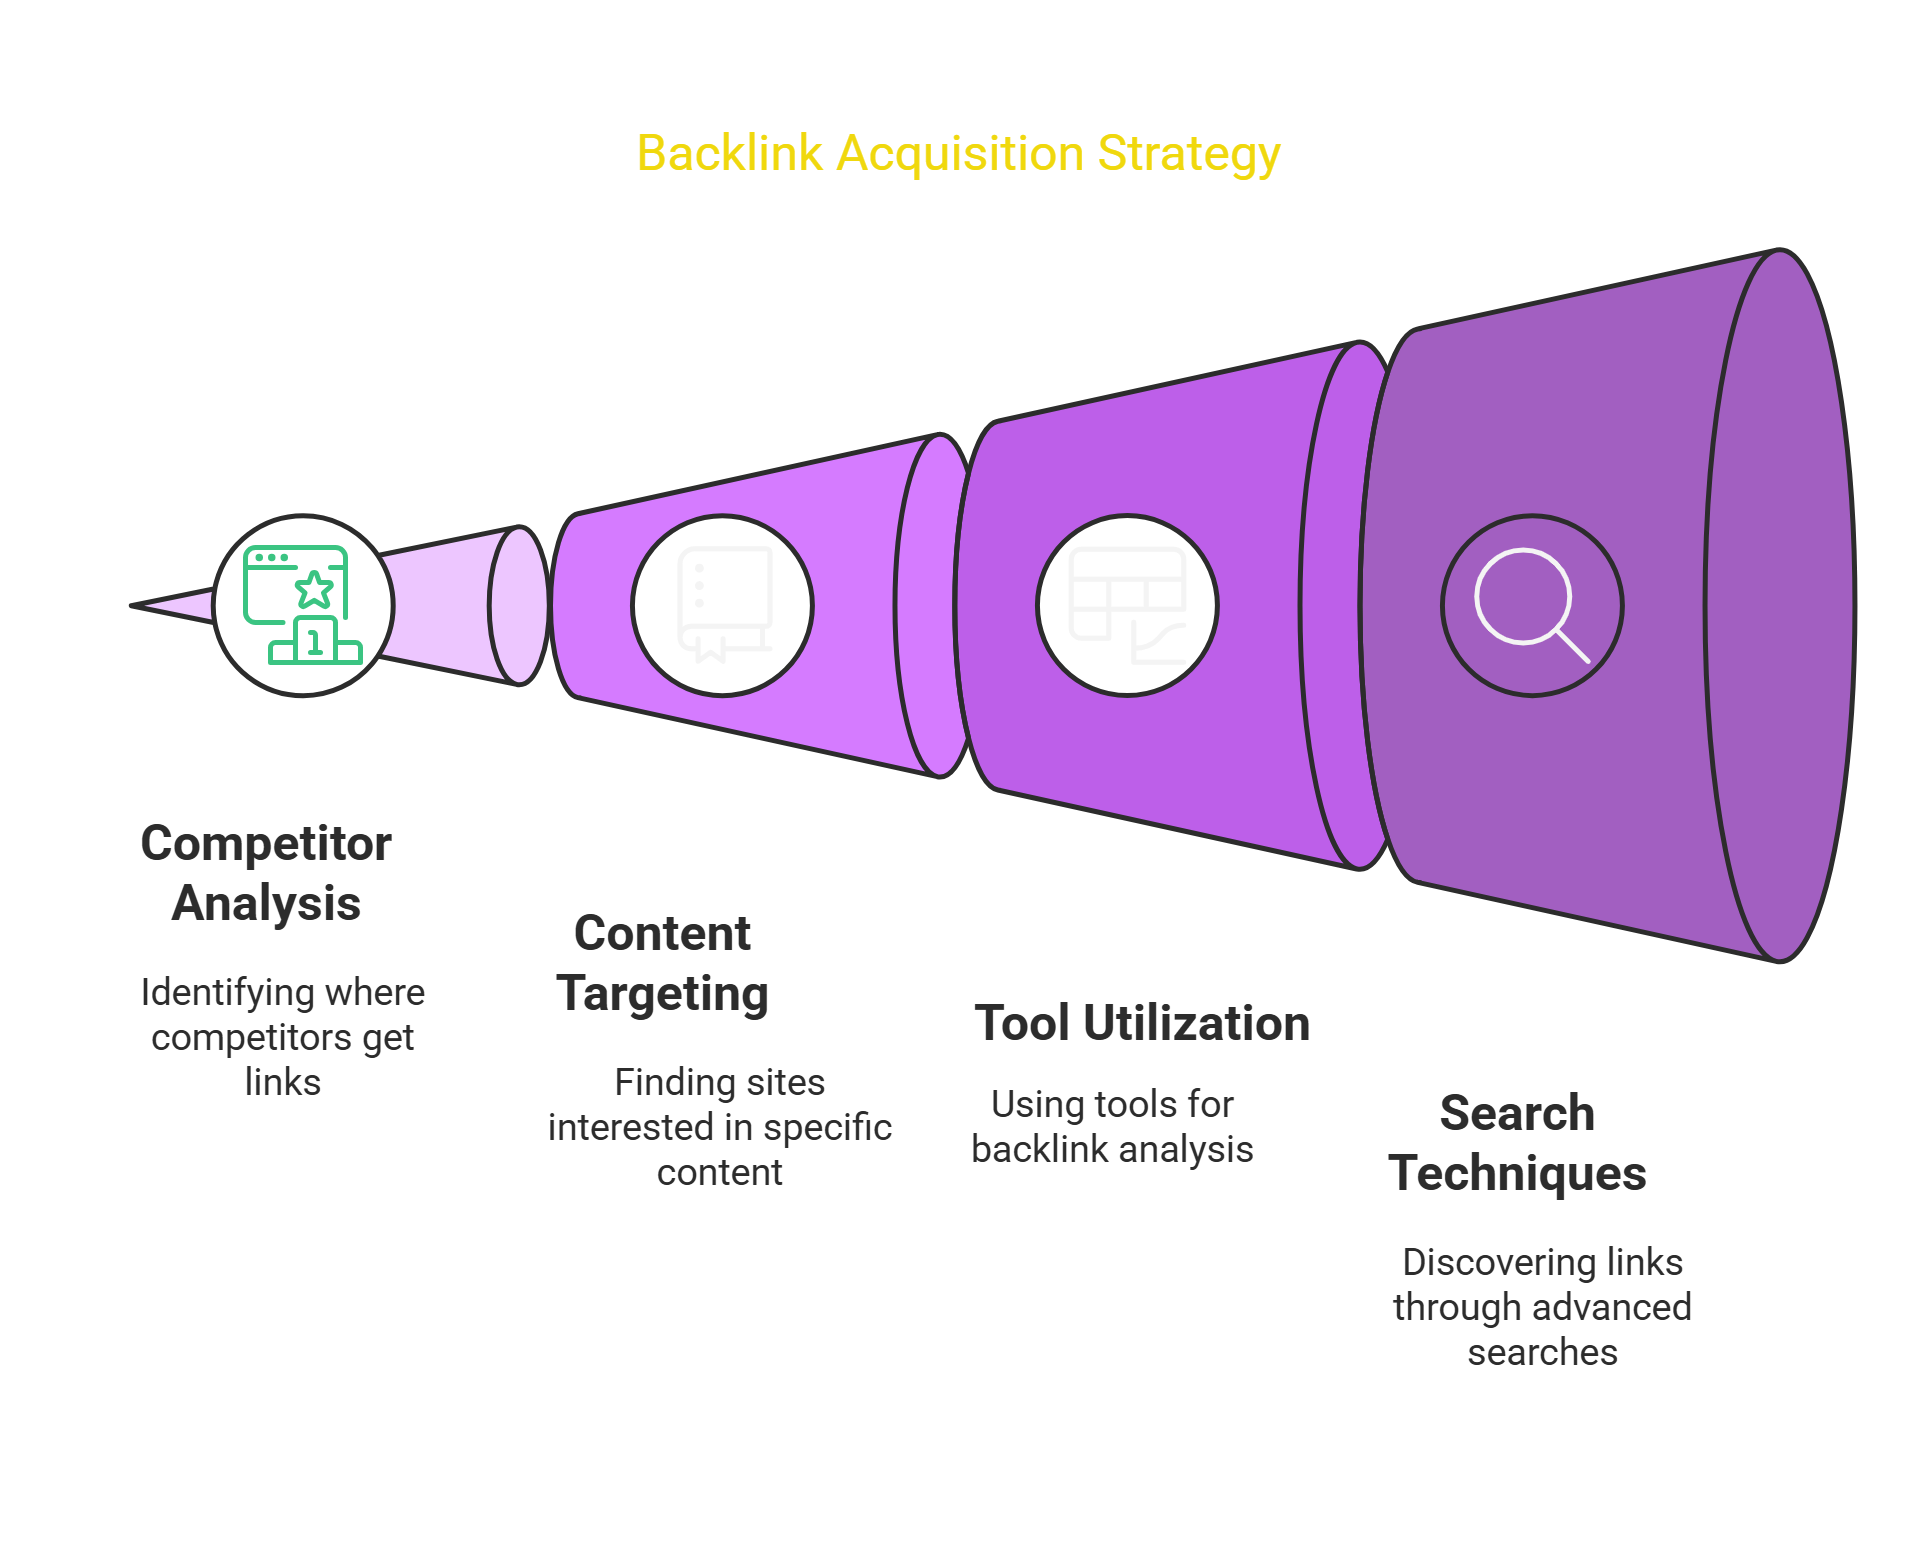 Backlink Acquisition Strategy
1
Competitor
Analysis
Identifying where
competitors get
links
Content
Targeting
Finding sites
interested in specific
content
Tool Utilization
Using tools for
backlink analysis
Search
Techniques
Discovering links
through advanced
searches